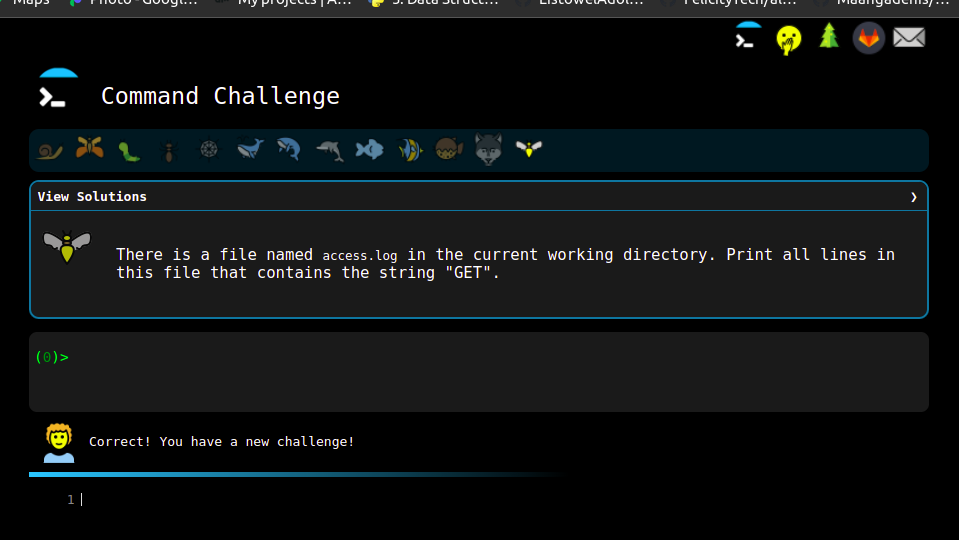 Maps Photo - Googl... My projects | A... 5. Data Struct... ListowelAdol... FelicityTech/al... Maangadenis/...
Command Challenge
View Solutions
There is a file named access.log in the current working directory. Print all lines in
this file that contains the string "GET".
(0)>
Correct! You have a new challenge!
1